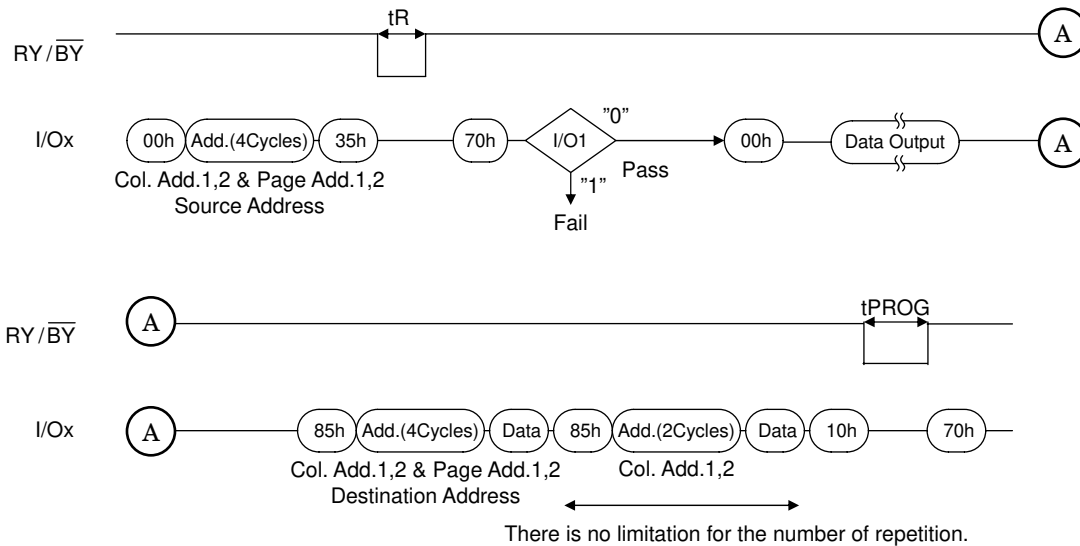 tR
RY/BY
A
I/Ox
00h Add.(4Cycles) 35h 70h I/O1 "0" 00h Data Output A
Pass
"1"
Col. Add.1,2 & Page Add.1,2
Source Address
Fail
tPROG
RY/BY
A
I/Ox
A 85h Add.(4Cycles) Data 85h Add.(2Cycles) Data 10h 70h
Col. Add.1,2 & Page Add.1,2 Col. Add.1,2
Destination Address
There is no limitation for the number of repetition.